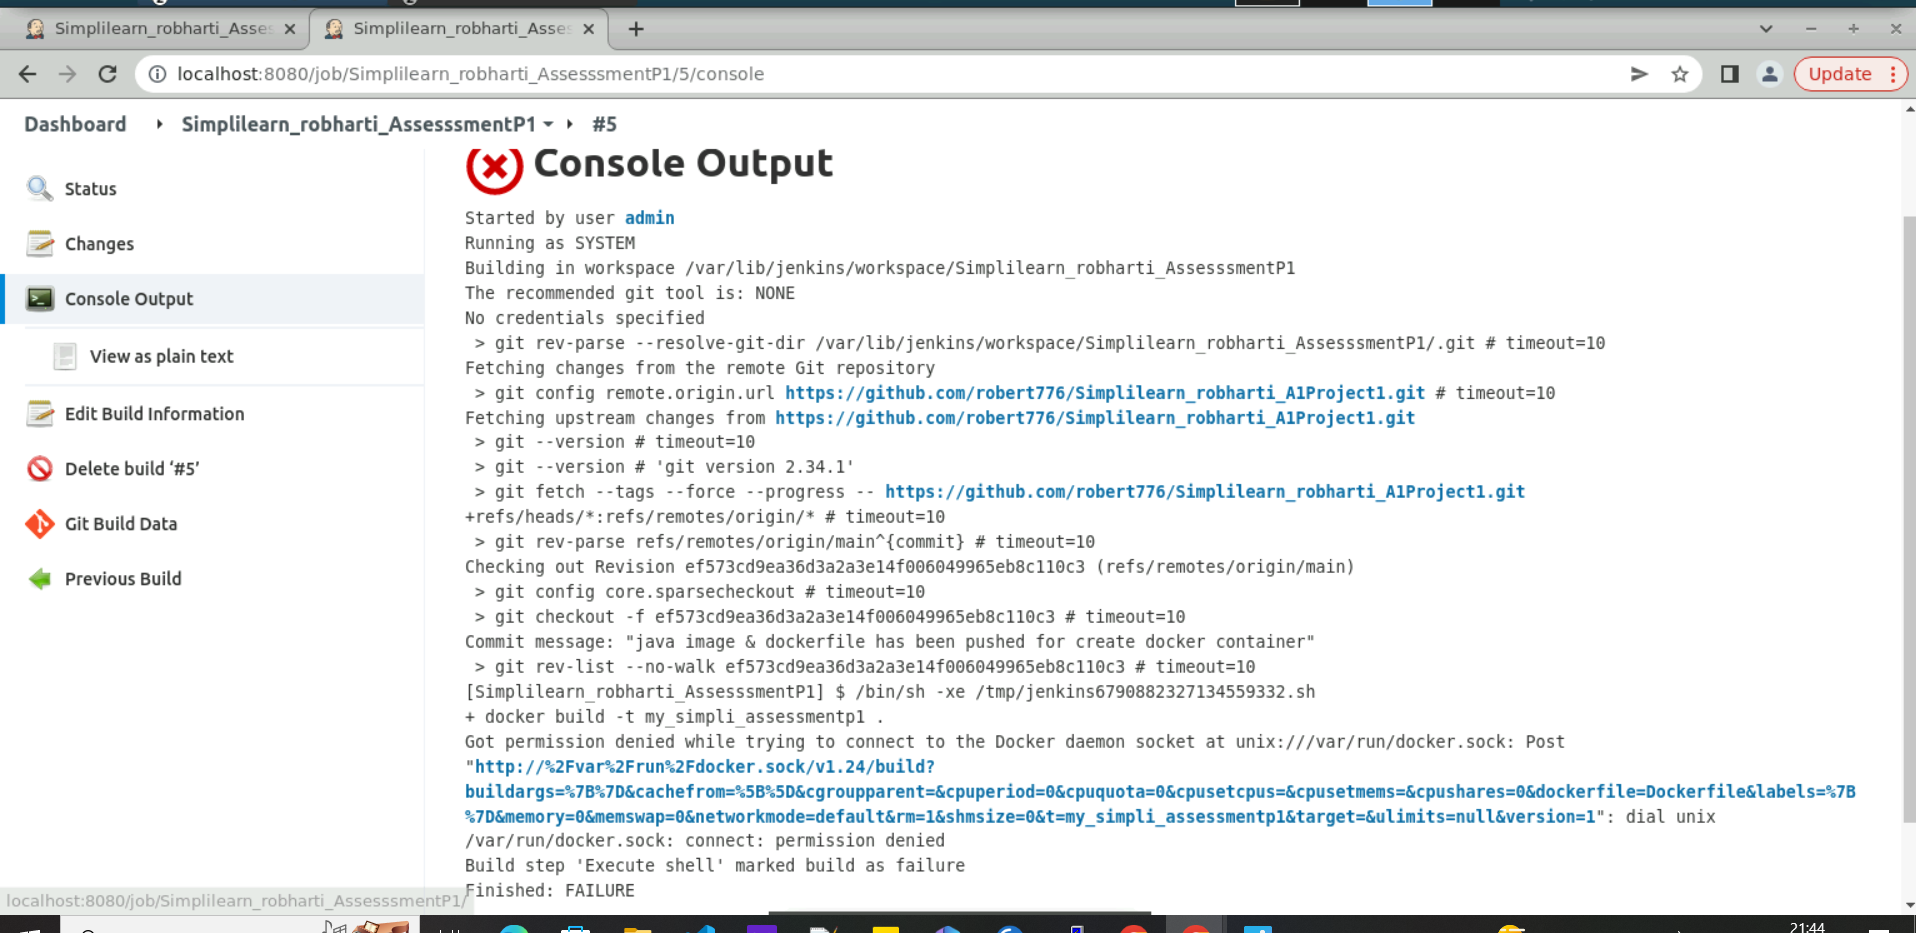 Simplilearn_robharti_Asses
Simplilearn_robharti_Asses
localhost:8080/job/Simplilearn_robharti_AssesssmentP1/5/console
Update
Dashboard
Simplilearn_robharti_AssesssmentP1
#5
Status
Changes
Console Output
View as plain text
Edit Build Information
Delete build ‘#5’
Git Build Data
Previous Build
Console Output
Started by user admin
Running as SYSTEM
Building in workspace /var/lib/jenkins/workspace/Simplilearn_robharti_AssesssmentP1
The recommended git tool is: NONE
No credentials specified
> git rev-parse --resolve-git-dir /var/lib/jenkins/workspace/Simplilearn_robharti_AssesssmentP1/.git # timeout=10
Fetching changes from the remote Git repository
> git config remote.origin.url https://github.com/robert776/Simplilearn_robharti_A1Project1.git # timeout=10
Fetching upstream changes from https://github.com/robert776/Simplilearn_robharti_A1Project1.git
> git --version # timeout=10
> git --version # 'git version 2.34.1'
> git fetch --tags --force --progress -- https://github.com/robert776/Simplilearn_robharti_A1Project1.git
+refs/heads/*:refs/remotes/origin/* # timeout=10
> git rev-parse refs/remotes/origin/main^{commit} # timeout=10
Checking out Revision ef573cd9ea36d3a2a3e14f006049965eb8c110c3 (refs/remotes/origin/main)
> git config core.sparsecheckout # timeout=10
> git checkout -f ef573cd9ea36d3a2a3e14f006049965eb8c110c3 # timeout=10
Commit message: "java image & dockerfile has been pushed for create docker container"
> git rev-list --no-walk ef573cd9ea36d3a2a3e14f006049965eb8c110c3 # timeout=10
[Simplilearn_robharti_AssesssmentP1] $ /bin/sh -xe /tmp/jenkins6790882327134559332.sh
+ docker build -t my_simpli_assessmentp1 .
Got permission denied while trying to connect to the Docker daemon socket at unix:///var/run/docker.sock: Post
"http://%2Fvar%2Frun%2Fdocker.sock/v1.24/build?
buildargs=%7B%7D&cachefrom=%5B%5D&cgroupparent=&cpuperiod=0&cpuquota=0&cpusetcpus=&cpusetmems=&cpushares=0&dockerfile=Dockerfile&labels=%7B
%7D&memory=0&memswap=0&networkmode=default&rm=1&shmsize=0&t=my_simpli_assessmentp1&target=&ulimits=null&version=1": dial unix
/var/run/docker.sock: connect: permission denied
Build step 'Execute shell' marked build as failure
Finished: FAILURE
localhost:8080/job/Simplilearn_robharti_AssesssmentP1/
21:44